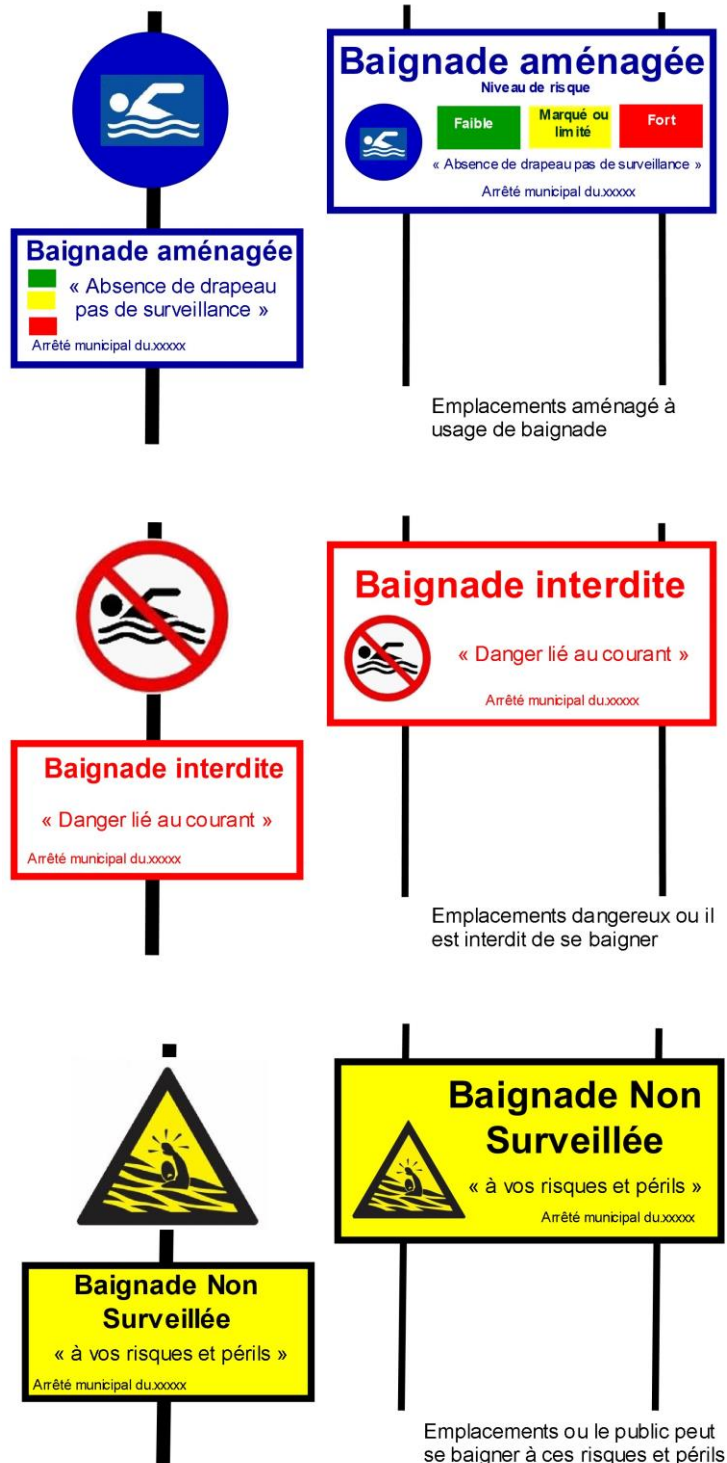 Baignade aménagée
« Absence de drapeau
pas de surveillance »
Arrêté municipal du.xxxxx
Baignade aménagée
Niveau de risque
Faible
Marqué ou
limité
Fort
« Absence de drapeau pas de surveillance »
Arrêté municipal du.xxxxx
Emplacements aménagé à
usage de baignade
Baignade interdite
« Danger lié au courant »
Arrêté municipal du.xxxxx
Baignade interdite
« Danger lié au courant »
Arrêté municipal du.xxxxx
Emplacements dangereux ou il
est interdit de se baigner
Baignade Non
Surveillée
« à vos risques et périls »
Arrêté municipal du.xxxxx
Baignade Non
Surveillée
« à vos risques et périls »
Arrêté municipal du.xxxxx
Emplacements ou le public peut
se baigner à ces risques et périls